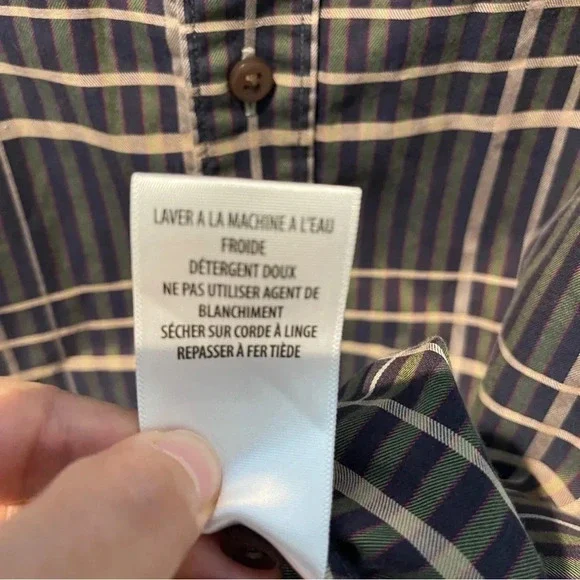 LAVER A LA MACHINE A L'EAU
FROIDE
DÉTERGENT DOUX
NE PAS UTILISER AGENT DE
BLANCHIMENT
SÉCHER SUR CORDE À LINGE
REPASSER À FER TIÈDE